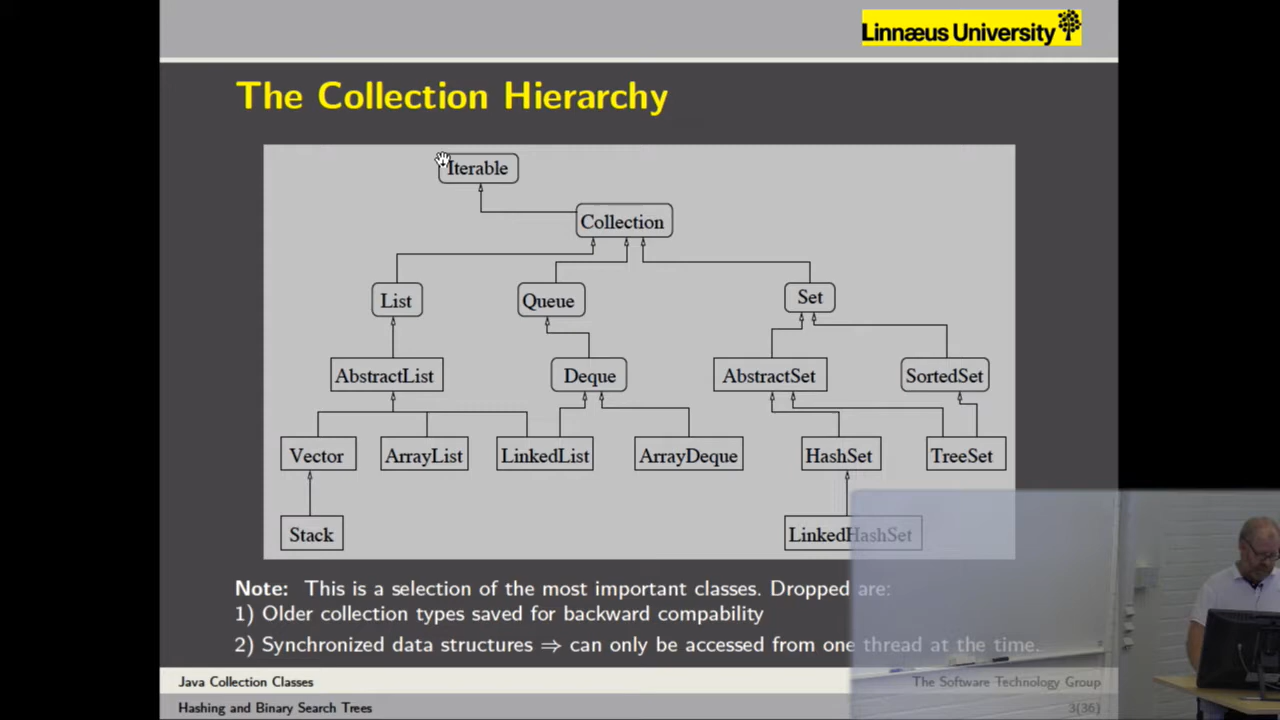 Linnæus University
The Collection Hierarchy
Iterable
Collection
List
Queue
Set
AbstractList
Deque
AbstractSet
SortedSet
Vector
ArrayList
LinkedList
ArrayDeque
HashSet
TreeSet
Stack
LinkedHashSet
Note: This is a selection of the most important classes. Dropped are:
1) Older collection types saved for backward compability
2) Synchronized data structures ⇒ can only be accessed from one thread at the time.
Java Collection Classes
The Software Technology Group
Hashing and Binary Search Trees
3(36)